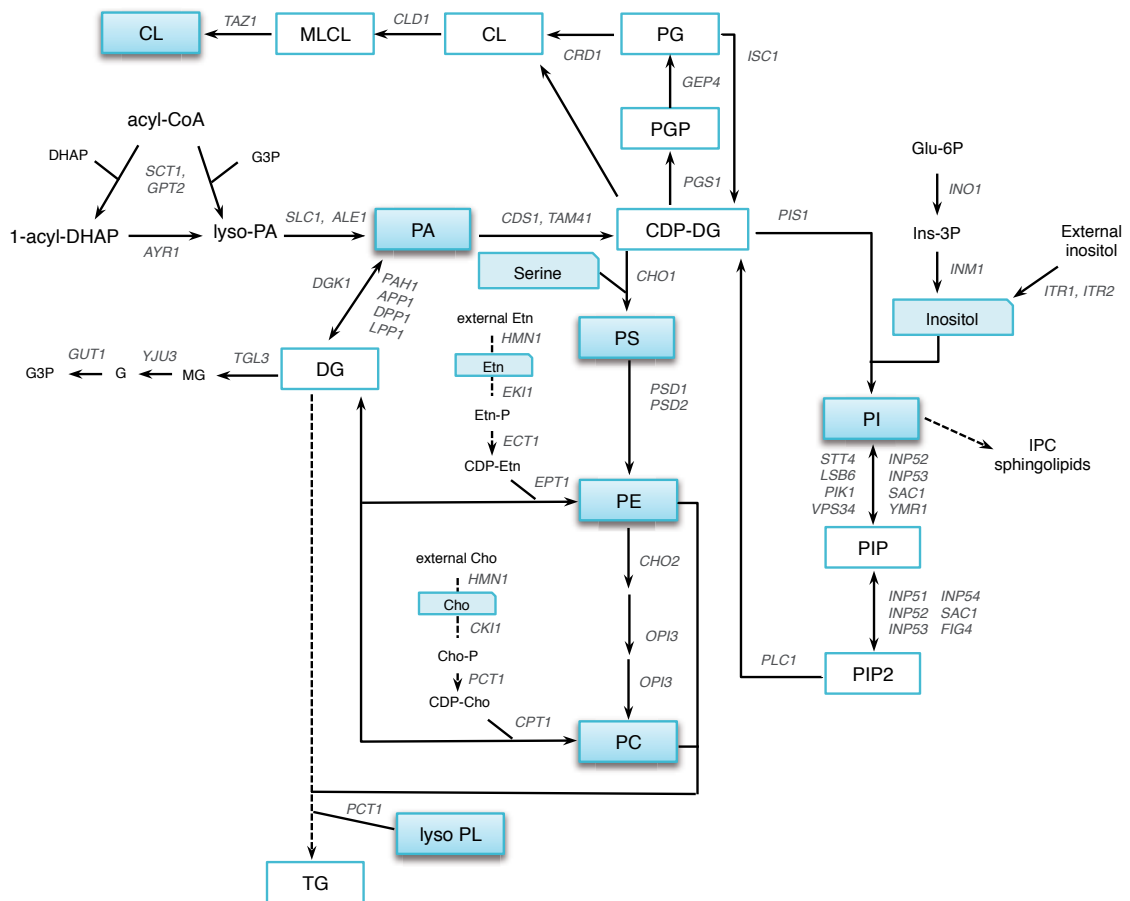 CL
TAZ1
MLCL
CLD1
CL
CRD1
PG
ISC1
GEP4
PGP
PGS1
acyl-CoA
DHAP
G3P
SCT1,
GPT2
1-acyl-DHAP
AYR1
lyso-PA
SLC1, ALE1
PA
CDS1, TAM41
CDP-DG
PIS1
Glu-6P
INO1
Ins-3P
INM1
External
inositol
ITR1, ITR2
Inositol
Serine
CHO1
DGK1
PAH1
APP1
DPP1
LPP1
PS
external Etn
HMN1
Etn
EKI1
Etn-P
ECT1
CDP-Etn
EPT1
G3P
GUT1
G
YJU3
MG
TGL3
DG
PSD1
PSD2
PE
PI
IPC
sphingolipids
STT4
LSB6
PIK1
VPS34
INP52
INP53
SAC1
YMR1
PIP
INP51 INP54
INP52 SAC1
INP53 FIG4
PIP2
PLC1
CHO2
OPI3
OPI3
external Cho
HMN1
Cho
CKI1
Cho-P
PCT1
CDP-Cho
CPT1
PC
PCT1
lyso PL
TG